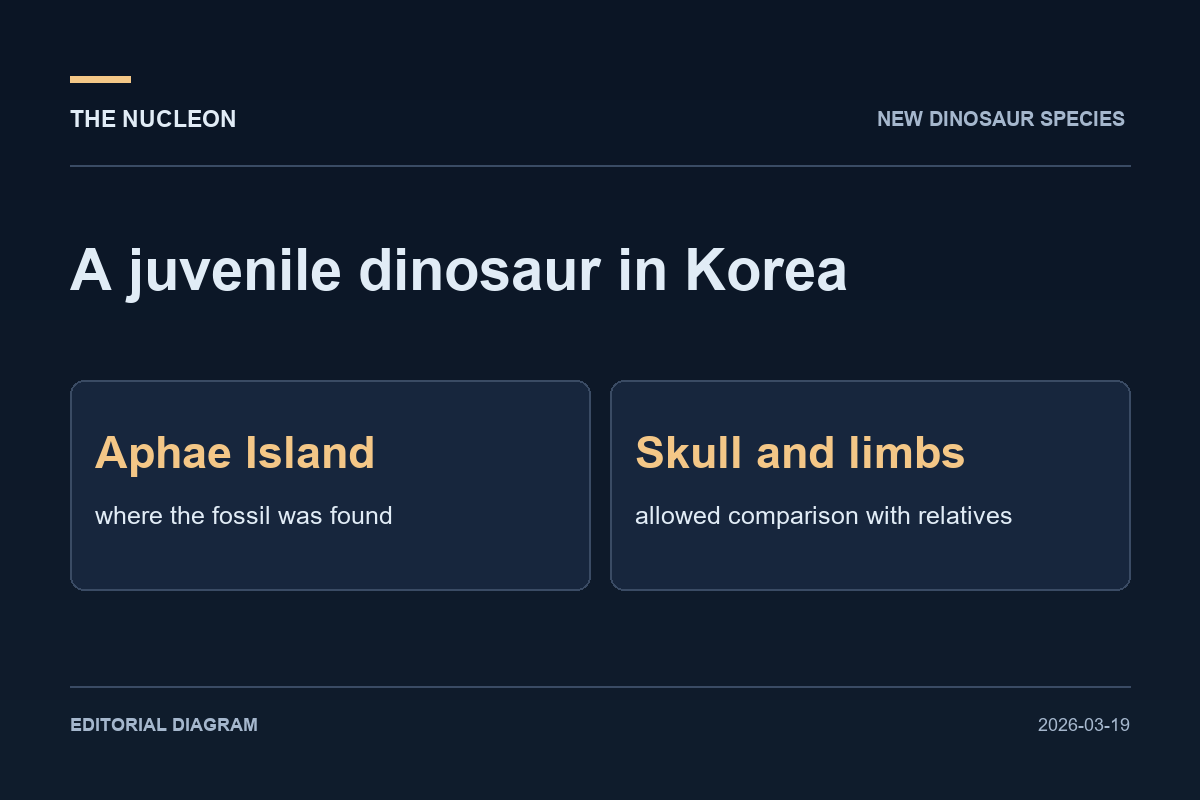 THE NUCLEON
NEW DINOSAUR SPECIES
A juvenile dinosaur in Korea
Aphae Island
where the fossil was found
Skull and limbs
allowed comparison with relatives
EDITORIAL DIAGRAM
2026-03-19